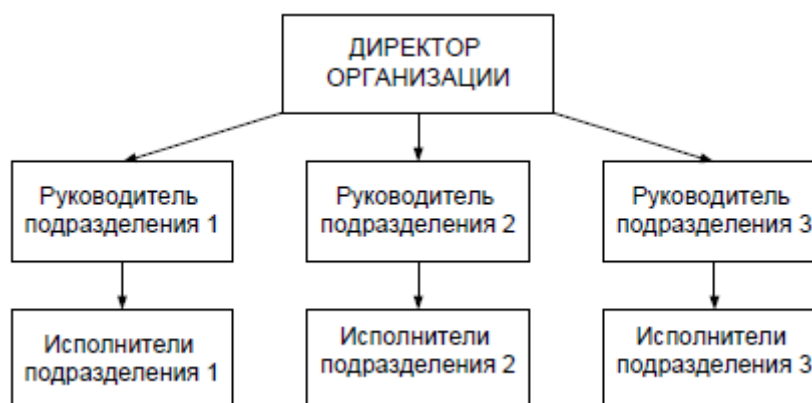 ДИРЕКТОР
ОРГАНИЗАЦИИ
Руководитель
подразделения 1
Руководитель
подразделения 2
Руководитель
подразделения 3
Исполнители
подразделения 1
Исполнители
подразделения 2
Исполнители
подразделения 3